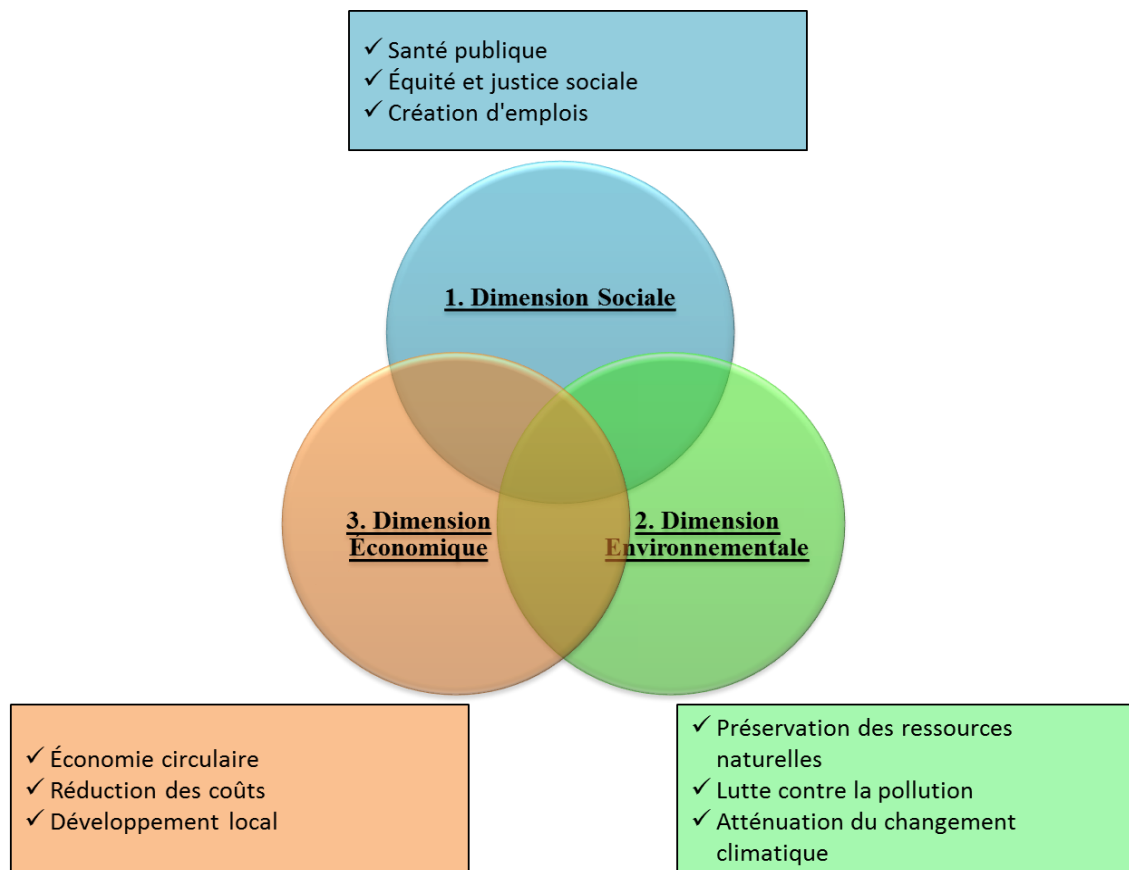 ✓ Santé publique
✓ Équité et justice sociale
✓ Création d'emplois
1. Dimension Sociale
3. Dimension
Économique
2. Dimension
Environnementale
✓ Économie circulaire
✓ Réduction des coûts
✓ Développement local
✓ Préservation des ressources
naturelles
✓ Lutte contre la pollution
✓ Atténuation du changement
climatique